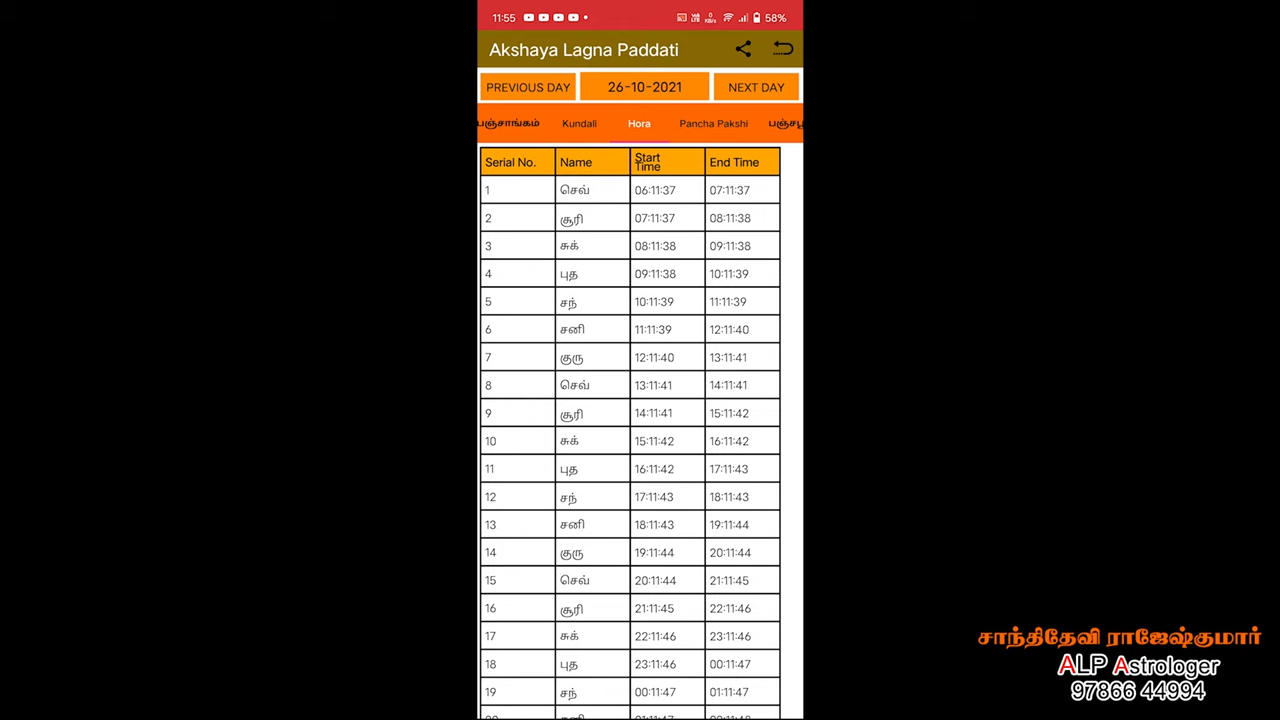 11:55 58%
Akshaya Lagna Paddati
PREVIOUS DAY 26-10-2021 NEXT DAY
பஞ்சாங்கம் Kundali Hora Pancha Pakshi பஞ்சபூ
Serial No. Name Start Time End Time
1 செவ் 06:11:37 07:11:37
2 சூரி 07:11:37 08:11:38
3 சுக் 08:11:38 09:11:38
4 புத 09:11:38 10:11:39
5 சந் 10:11:39 11:11:39
6 சனி 11:11:39 12:11:40
7 குரு 12:11:40 13:11:41
8 செவ் 13:11:41 14:11:41
9 சூரி 14:11:41 15:11:42
10 சுக் 15:11:42 16:11:42
11 புத 16:11:42 17:11:43
12 சந் 17:11:43 18:11:43
13 சனி 18:11:43 19:11:44
14 குரு 19:11:44 20:11:44
15 செவ் 20:11:44 21:11:45
16 சூரி 21:11:45 22:11:46
17 சுக் 22:11:46 23:11:46
18 புத 23:11:46 00:11:47
19 சந் 00:11:47 01:11:47
சாந்திதேவி ராஜேஷ்குமார்
ALP Astrologer
97866 44994